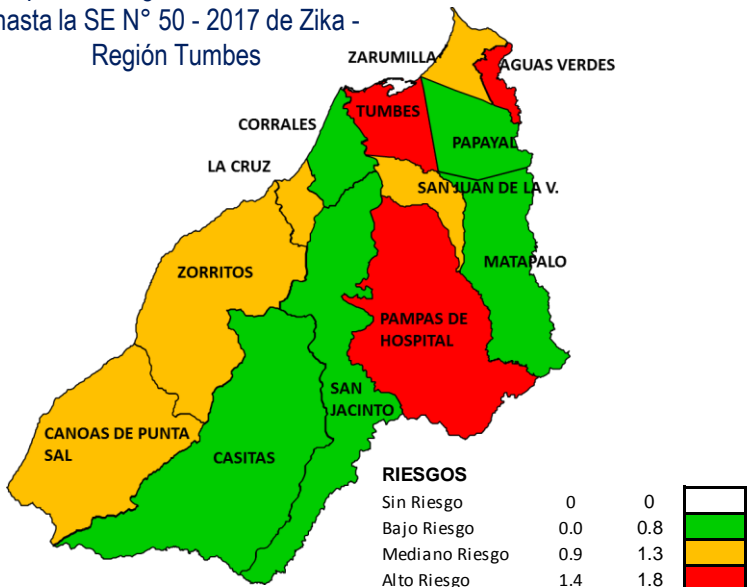 hasta la SE N° 50 - 2017 de Zika -
Región Tumbes
ZARUMILLA
AGUAS VERDES
TUMBES
CORRALES
PAPAYAL
LA CRUZ
SAN JUAN DE LA V.
ZORRITOS
MATAPALO
PAMPAS DE
HOSPITAL
SAN
JACINTO
CANOAS DE PUNTA
SAL
CASITAS
RIESGOS
Sin Riesgo 0 0
Bajo Riesgo 0.0 0.8
Mediano Riesgo 0.9 1.3
Alto Riesgo 1.4 1.8